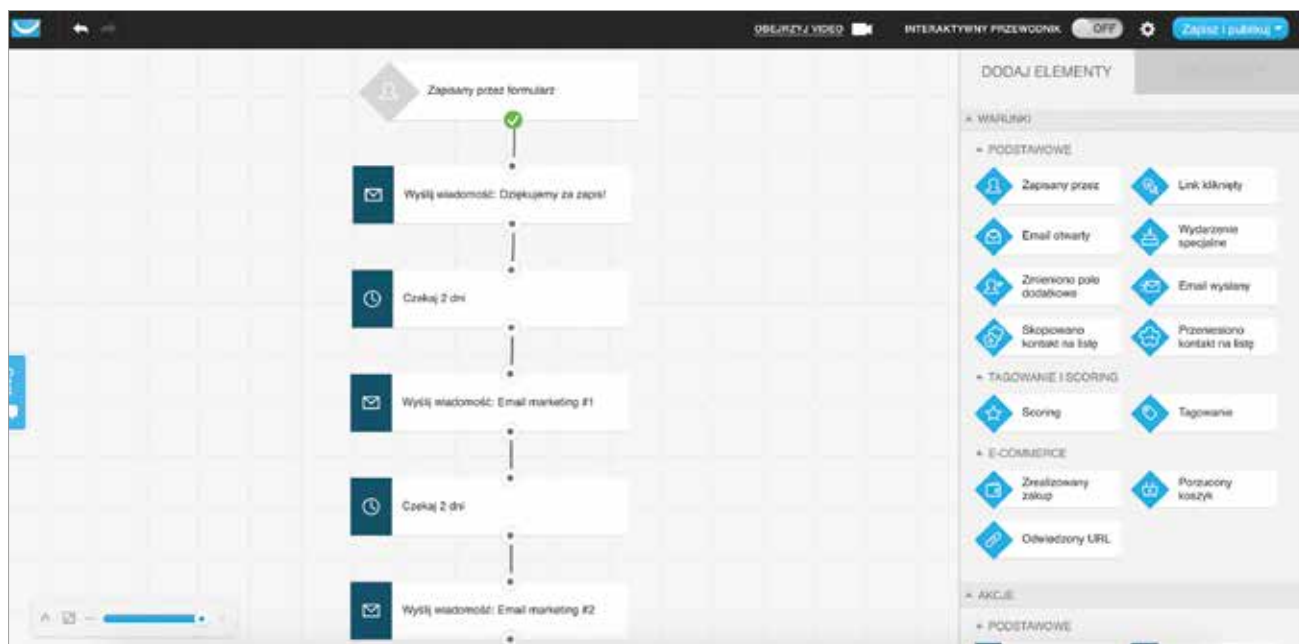 OBEJRZYJ VIDEO
INTERAKTYWNY PRZEWODNIK
OFF
Zapisz i publikuj
Zapisany przez formularz
Wyślij wiadomość: Dziękujemy za zapis!
Czekaj 2 dni
Wyślij wiadomość: Email marketing #1
Czekaj 2 dni
Wyślij wiadomość: Email marketing #2
DODAJ ELEMENTY
WARUNKI
PODSTAWOWE
Zapisany przez
Link kliknięty
Email otwarty
Wydarzenie
specjalne
Zmieniono pole
dodatkowe
Email wysłany
Skopiowano
kontakt na listę
Przeniesiono
kontakt na listę
TAGOWANIE I SCORING
Scoring
Tagowanie
E-COMMERCE
Zrealizowany
zakup
Porzucony
koszyk
Odwiedzony URL
AKCJE
PODSTAWOWE